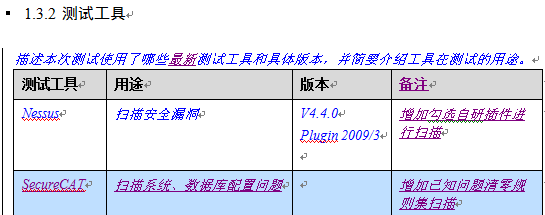 1.3.2 测试工具
描述本次测试使用了哪些最新测试工具和具体版本，并简要介绍工具在测试的用途。
测试工具 用途 版本 备注
Nessus 扫描安全漏洞 V4.4.0 增加勾选自研插件进
Plugin 2009/3 行扫描
SecureCAT 扫描系统、数据库配置问题 增加已知问题清零规
则集扫描